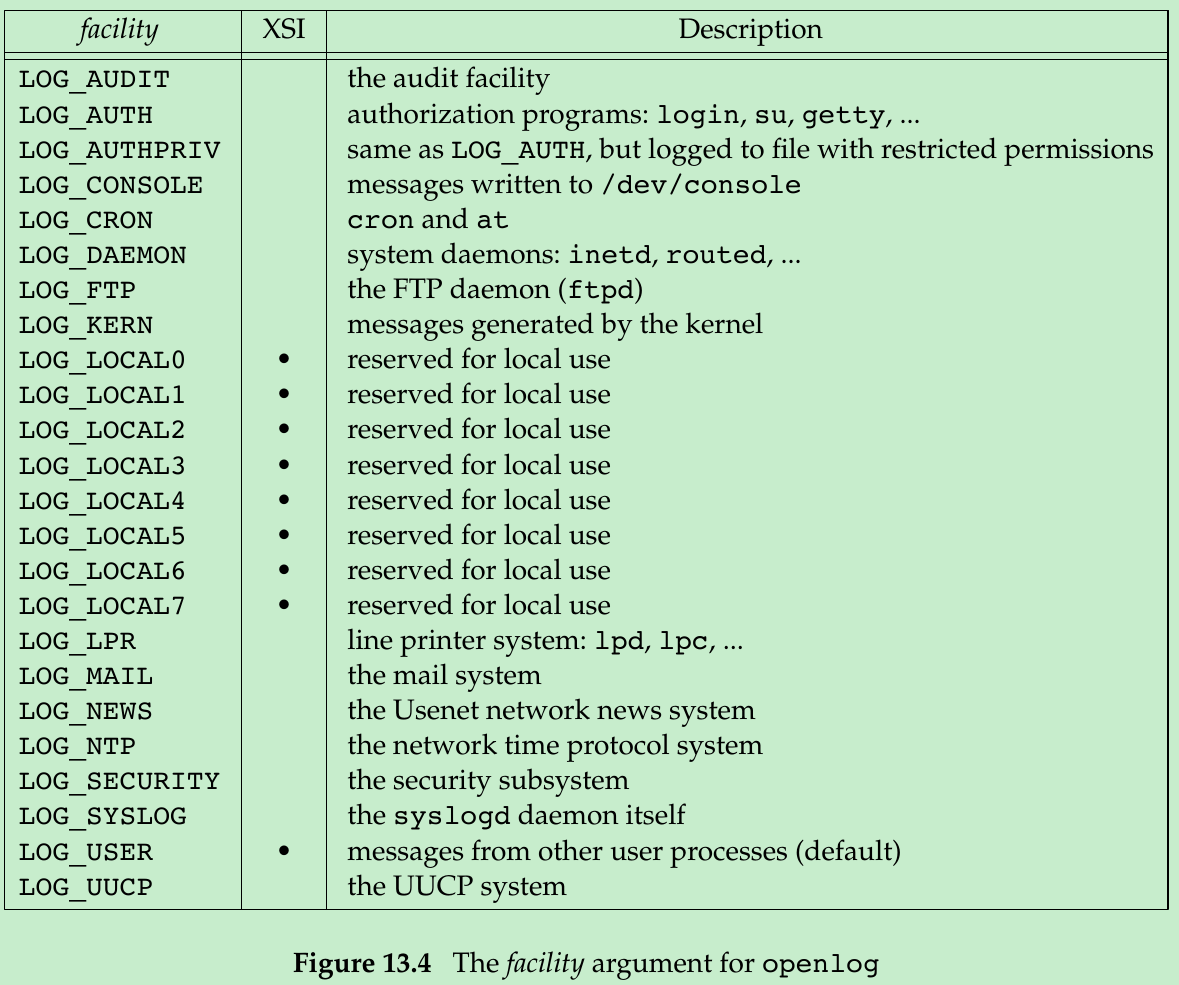 facility XSI Description
LOG_AUDIT the audit facility
LOG_AUTH authorization programs: login, su, getty, ...
LOG_AUTHPRIV same as LOG_AUTH, but logged to file with restricted permissions
LOG_CONSOLE messages written to /dev/console
LOG_CRON cron and at
LOG_DAEMON system daemons: inetd, routed, ...
LOG_FTP the FTP daemon (ftpd)
LOG_KERN messages generated by the kernel
LOG_LOCAL0 • reserved for local use
LOG_LOCAL1 • reserved for local use
LOG_LOCAL2 • reserved for local use
LOG_LOCAL3 • reserved for local use
LOG_LOCAL4 • reserved for local use
LOG_LOCAL5 • reserved for local use
LOG_LOCAL6 • reserved for local use
LOG_LOCAL7 • reserved for local use
LOG_LPR line printer system: lpd, lpc, ...
LOG_MAIL the mail system
LOG_NEWS the Usenet network news system
LOG_NTP the network time protocol system
LOG_SECURITY the security subsystem
LOG_SYSLOG the syslogd daemon itself
LOG_USER • messages from other user processes (default)
LOG_UUCP the UUCP system
Figure 13.4 The facility argument for openlog